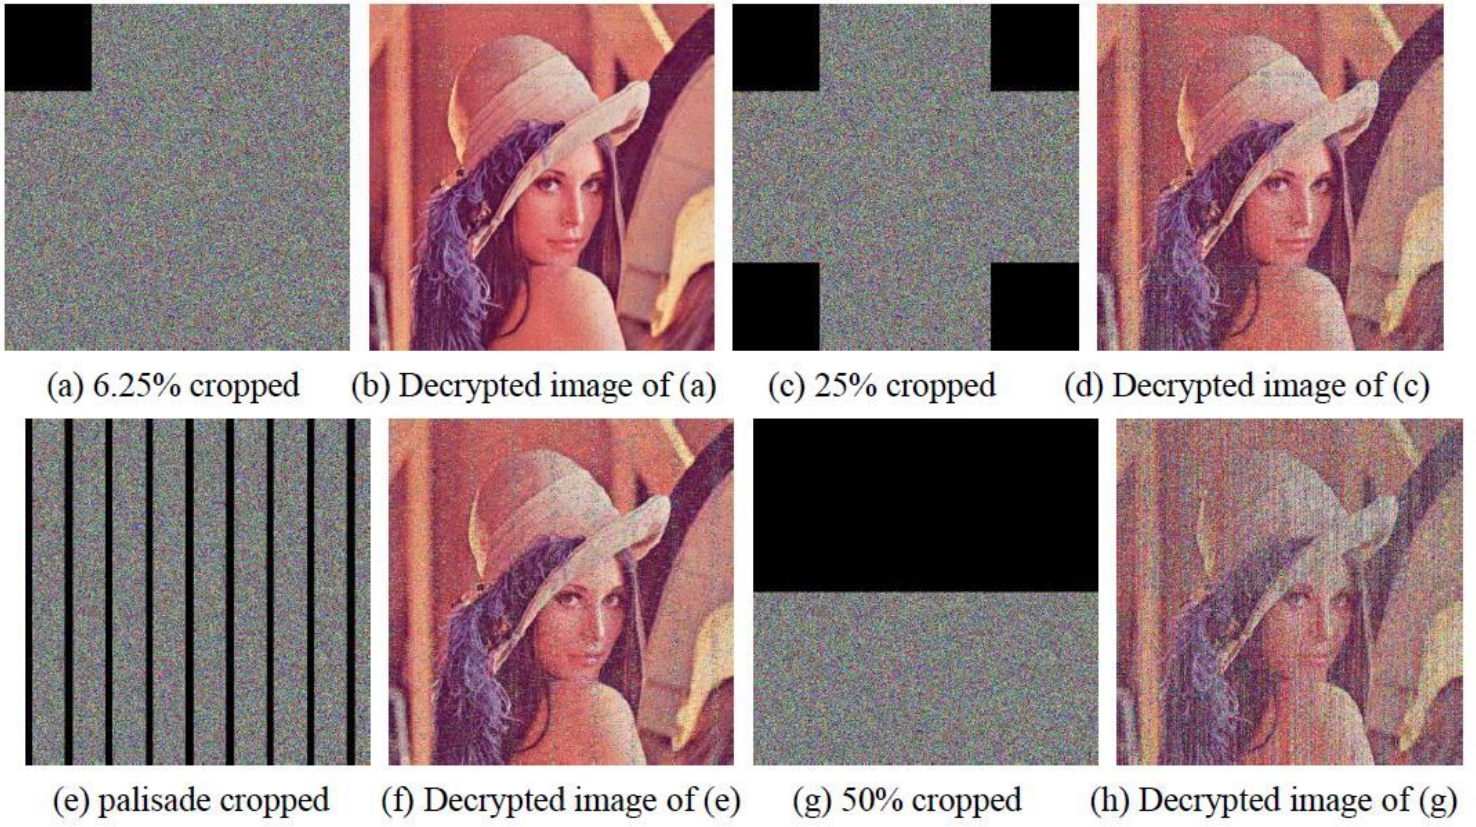 (a) 6.25% cropped (b) Decrypted image of (a) (c) 25% cropped (d) Decrypted image of (c)
(e) palisade cropped (f) Decrypted image of (e) (g) 50% cropped (h) Decrypted image of (g)